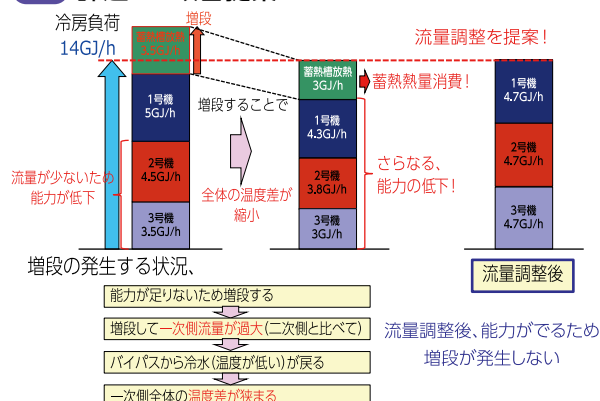 冷房負荷
14GJ/h
増段
1号機
5GJ/h
2号機
4.5GJ/h
3号機
3.5GJ/h
流量が少ないため
能力が低下
増段することで
全体の温度差が
縮小
蓄熱槽放熱
3GJ/h
1号機
4.3GJ/h
2号機
3.8GJ/h
3号機
3GJ/h
蓄熱熱量消費！
さらなる、
能力の低下！
流量調整を提案！
1号機
4.7GJ/h
2号機
4.7GJ/h
3号機
4.7GJ/h
流量調整後
増段の発生する状況、
能力が足りないため増段する
増段して一次側流量が過大（二次側と比べて）
バイパスから冷水（温度が低い）が戻る
一次側全体の温度差が狭まる
流量調整後、能力がでるため
増段が発生しない